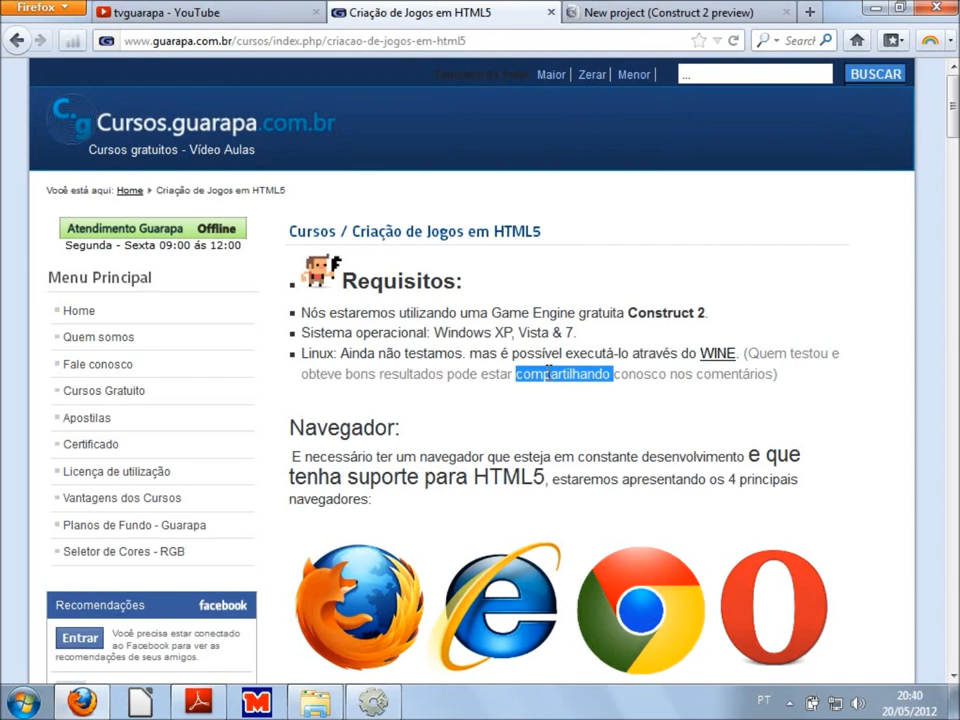 Firefox
tvguarapa - YouTube
Criação de Jogos em HTML5
New project (Construct 2 preview)
www.guarapa.com.br/cursos/index.php/criacao-de-jogos-em-html5
Search
Maior | Zerar | Menor |
...
BUSCAR
C.g Cursos.guarapa.com.br
Cursos gratuitos - Vídeo Aulas
Você está aqui: Home Criação de Jogos em HTML5
Atendimento Guarapa Offline
Segunda - Sexta 09:00 ás 12:00
Menu Principal
Home
Quem somos
Fale conosco
Cursos Gratuito
Apostilas
Certificado
Licença de utilização
Vantagens dos Cursos
Planos de Fundo - Guarapa
Seletor de Cores - RGB
Recomendações facebook
Entrar
Você precisa estar conectado
ao Facebook para ver as
recomendações de seus amigos.
Cursos / Criação de Jogos em HTML5
Requisitos:
Nós estaremos utilizando uma Game Engine gratuita Construct 2.
Sistema operacional: Windows XP, Vista & 7.
Linux: Ainda não testamos. mas é possível executá-lo através do WINE. (Quem testou e
obteve bons resultados pode estar compartilhando conosco nos comentários)
Navegador:
E necessário ter um navegador que esteja em constante desenvolvimento e que
tenha suporte para HTML5, estaremos apresentando os 4 principais
navegadores:
PT
20:40
20/05/2012